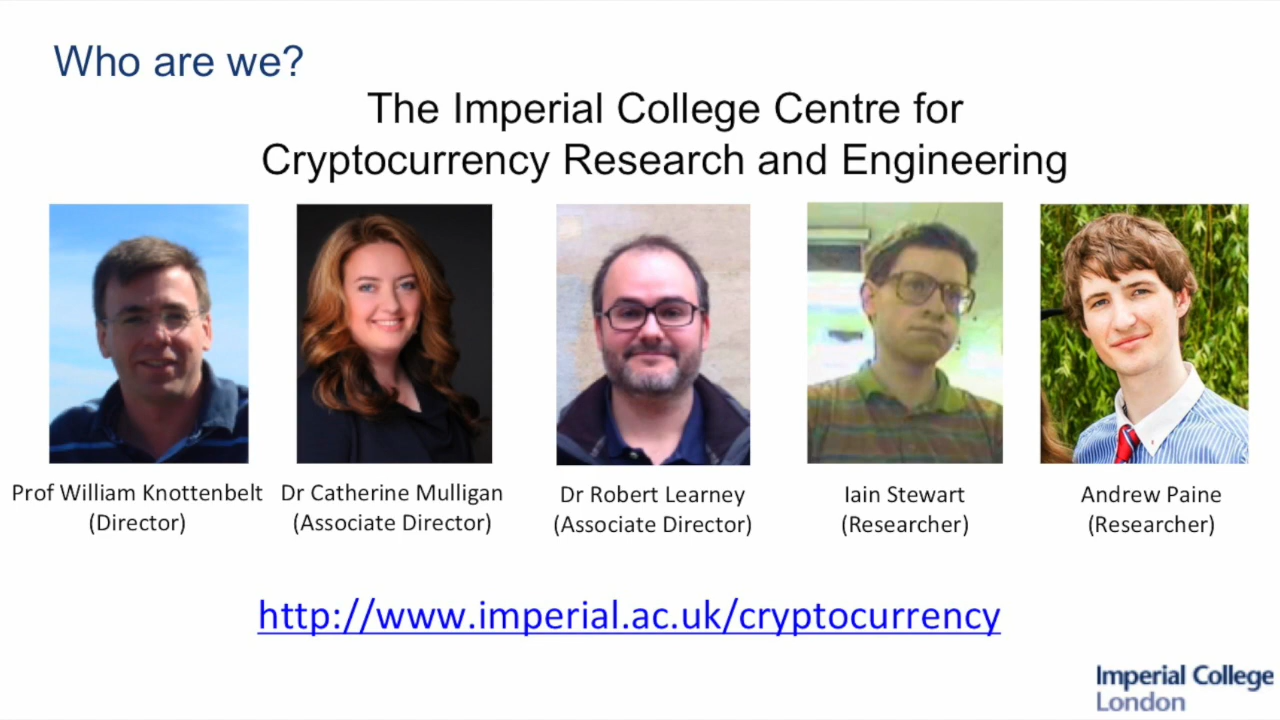 Who are we?
The Imperial College Centre for
Cryptocurrency Research and Engineering
Prof William Knottenbelt
(Director)
Dr Catherine Mulligan
(Associate Director)
Dr Robert Learney
(Associate Director)
Iain Stewart
(Researcher)
Andrew Paine
(Researcher)
http://www.imperial.ac.uk/cryptocurrency
Imperial College
London